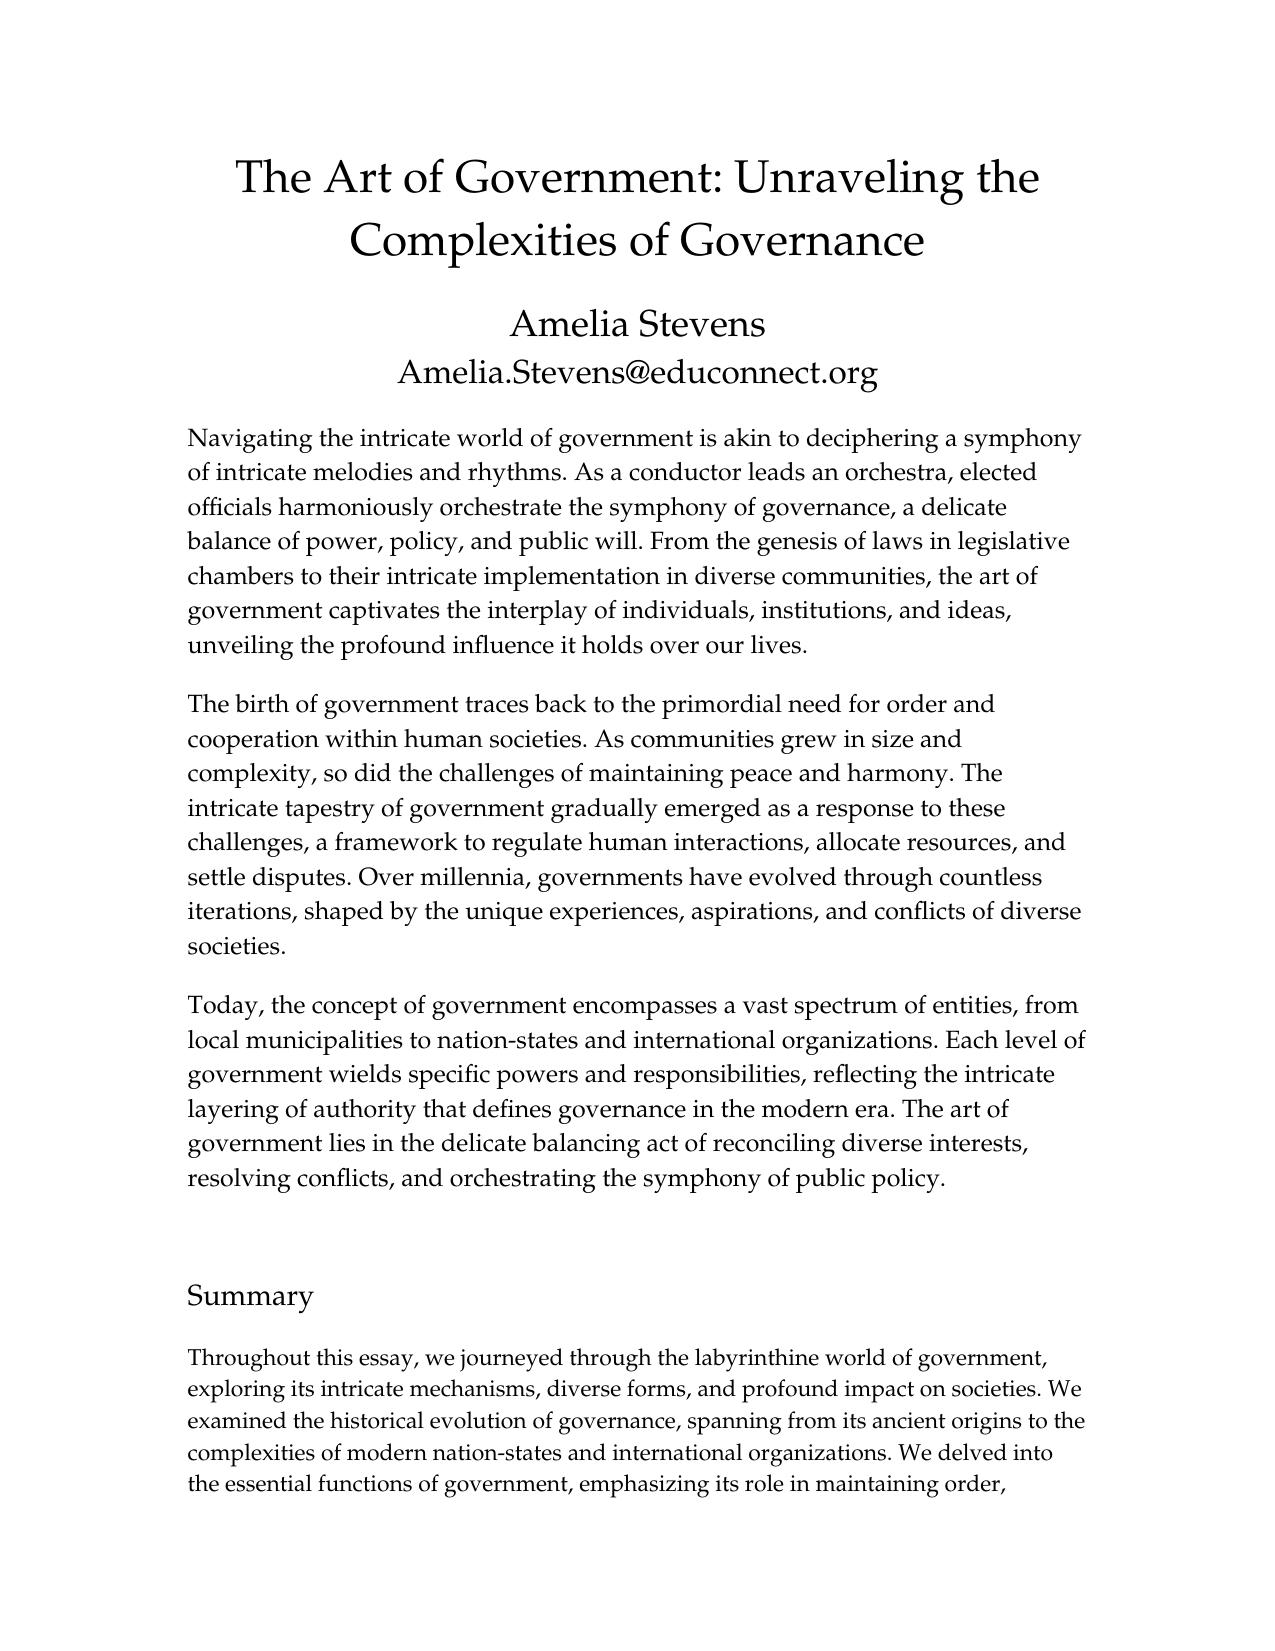 The Art of Government: Unraveling the
Complexities of Governance
Amelia Stevens
Amelia.Stevens@educonnect.org
Navigating the intricate world of government is akin to deciphering a symphony
of intricate melodies and rhythms. As a conductor leads an orchestra, elected
officials harmoniously orchestrate the symphony of governance, a delicate
balance of power, policy, and public will. From the genesis of laws in legislative
chambers to their intricate implementation in diverse communities, the art of
government captivates the interplay of individuals, institutions, and ideas,
unveiling the profound influence it holds over our lives.
The birth of government traces back to the primordial need for order and
cooperation within human societies. As communities grew in size and
complexity, so did the challenges of maintaining peace and harmony. The
intricate tapestry of government gradually emerged as a response to these
challenges, a framework to regulate human interactions, allocate resources, and
settle disputes. Over millennia, governments have evolved through countless
iterations, shaped by the unique experiences, aspirations, and conflicts of diverse
societies.
Today, the concept of government encompasses a vast spectrum of entities, from
local municipalities to nation-states and international organizations. Each level of
government wields specific powers and responsibilities, reflecting the intricate
layering of authority that defines governance in the modern era. The art of
government lies in the delicate balancing act of reconciling diverse interests,
resolving conflicts, and orchestrating the symphony of public policy.
Summary
Throughout this essay, we journeyed through the labyrinthine world of government,
exploring its intricate mechanisms, diverse forms, and profound impact on societies. We
examined the historical evolution of governance, spanning from its ancient origins to the
complexities of modern nation-states and international organizations. We delved into
the essential functions of government, emphasizing its role in maintaining order,